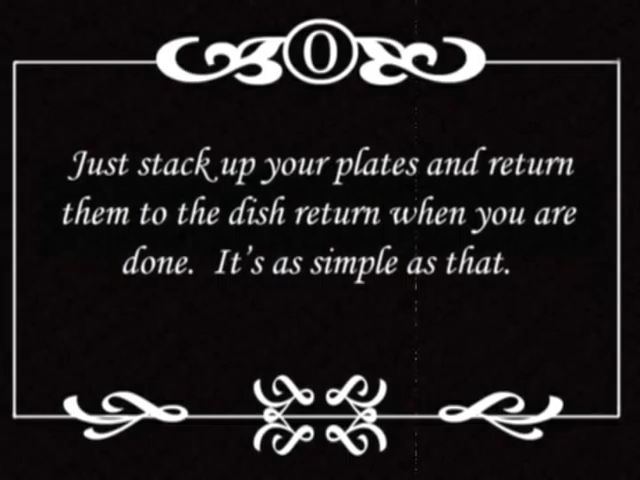 O
Just stack up your plates and return
them to the dish return when you are
done. It's as simple as that.